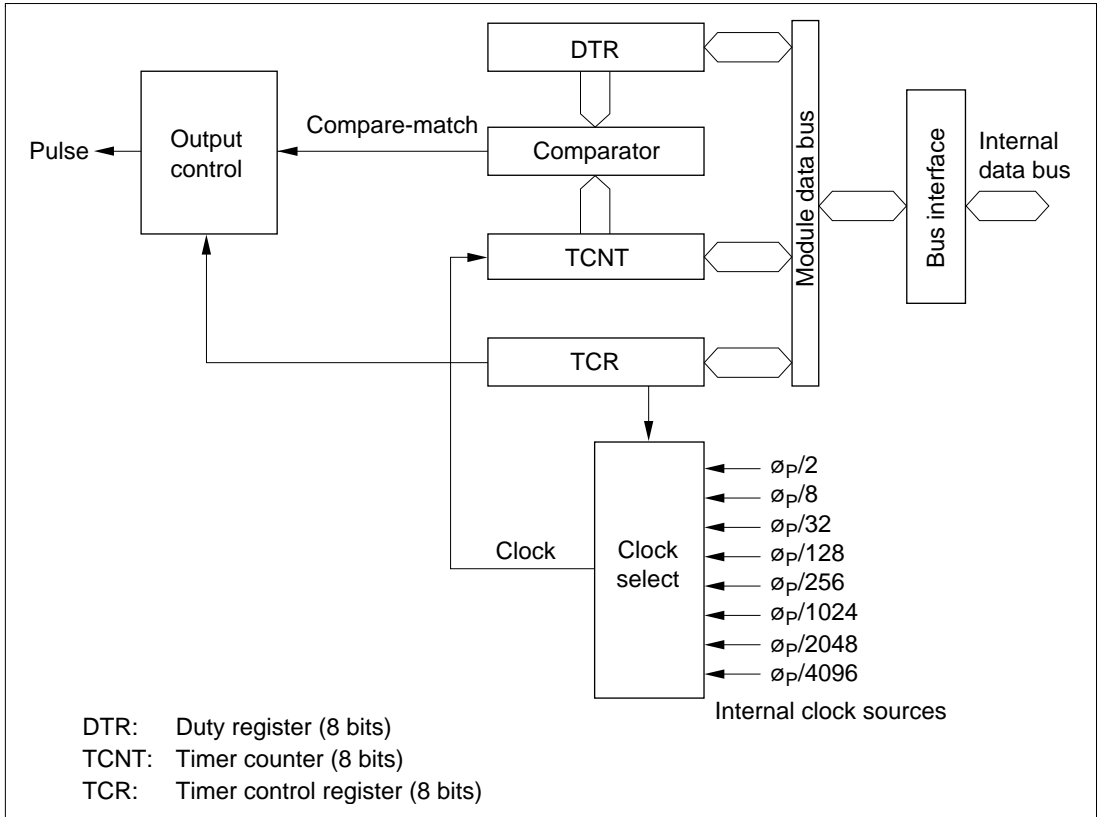 DTR
Compare-match
Pulse
Output
control
Comparator
TCNT
TCR
Module data bus
Bus interface
Internal
data bus
Clock
Clock
select
øP/2
øP/8
øP/32
øP/128
øP/256
øP/1024
øP/2048
øP/4096
Internal clock sources
DTR: Duty register (8 bits)
TCNT: Timer counter (8 bits)
TCR: Timer control register (8 bits)